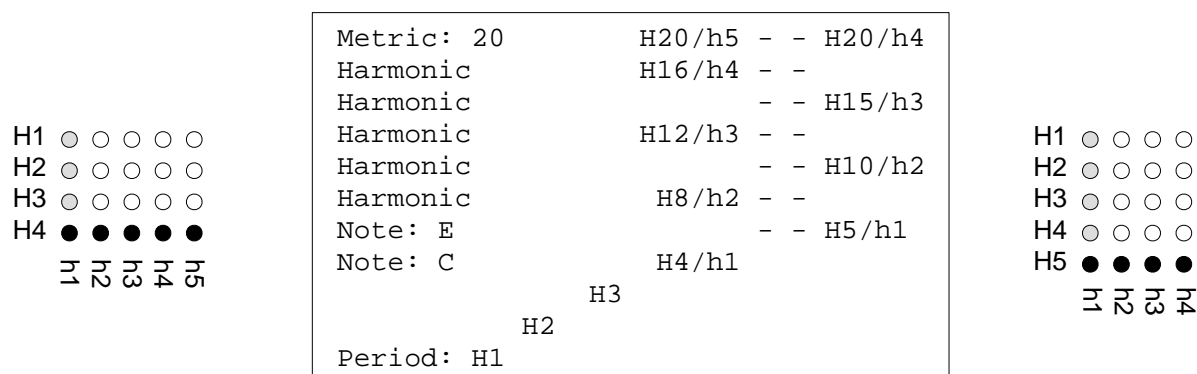 H1
H2
H3
H4
h1 h2 h3 h4 h5
Metric: 20 H20/h5 - - H20/h4
Harmonic H16/h4 - -
Harmonic - - H15/h3
Harmonic H12/h3 - -
Harmonic - - H10/h2
Harmonic H8/h2 - -
Note: E - - H5/h1
Note: C H4/h1
H3
H2
Period: H1
H1
H2
H3
H4
H5
h1 h2 h3 h4